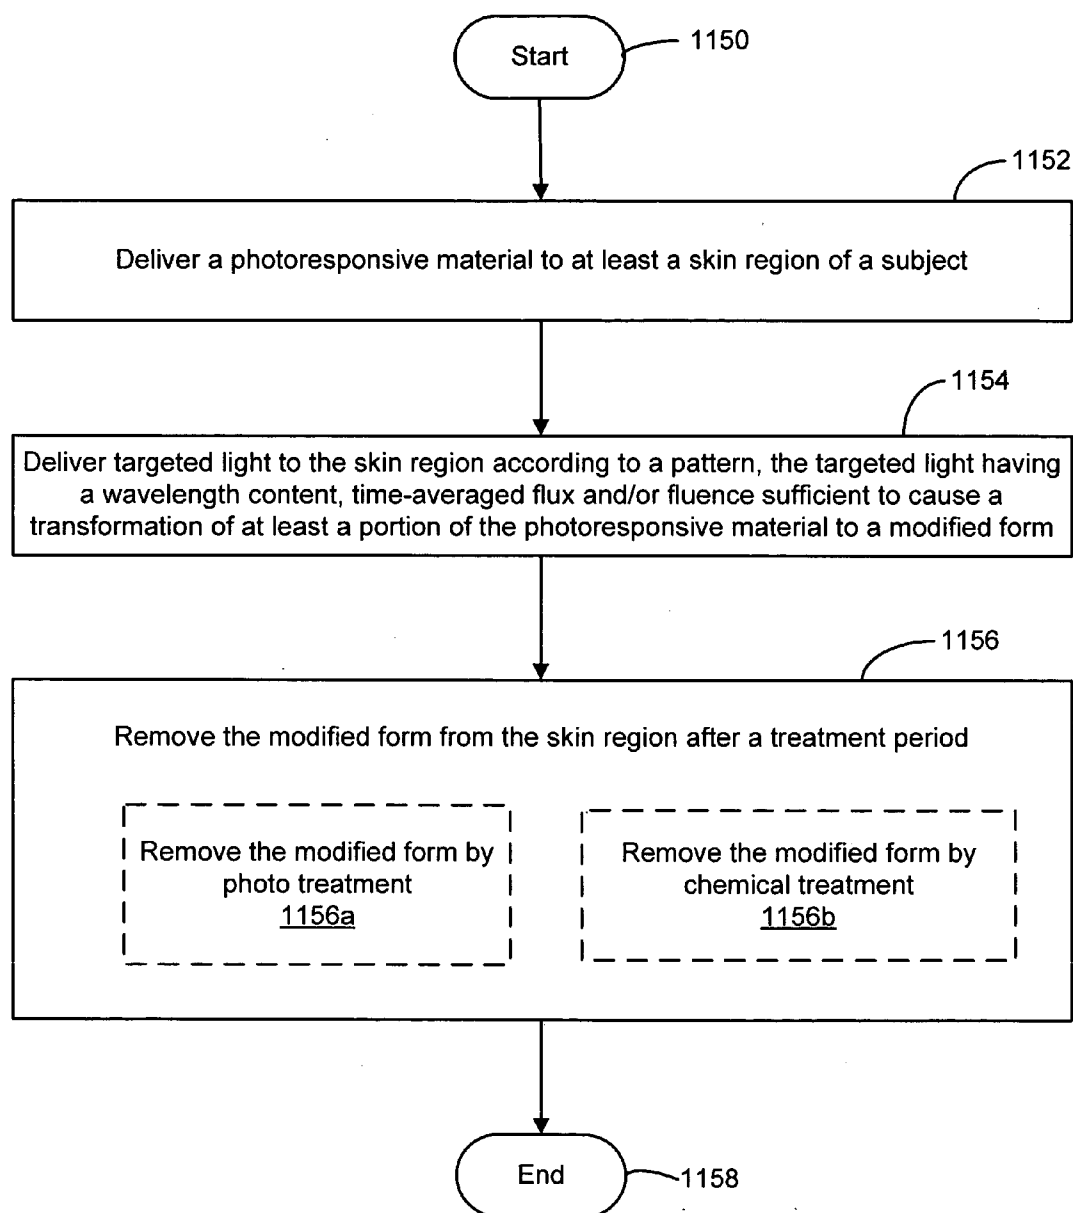 Start
1150
1152
Deliver a photoresponsive material to at least a skin region of a subject
1154
Deliver targeted light to the skin region according to a pattern, the targeted light having
a wavelength content, time-averaged flux and/or fluence sufficient to cause a
transformation of at least a portion of the photoresponsive material to a modified form
1156
Remove the modified form from the skin region after a treatment period
Remove the modified form by
photo treatment
1156a
Remove the modified form by
chemical treatment
1156b
End
1158